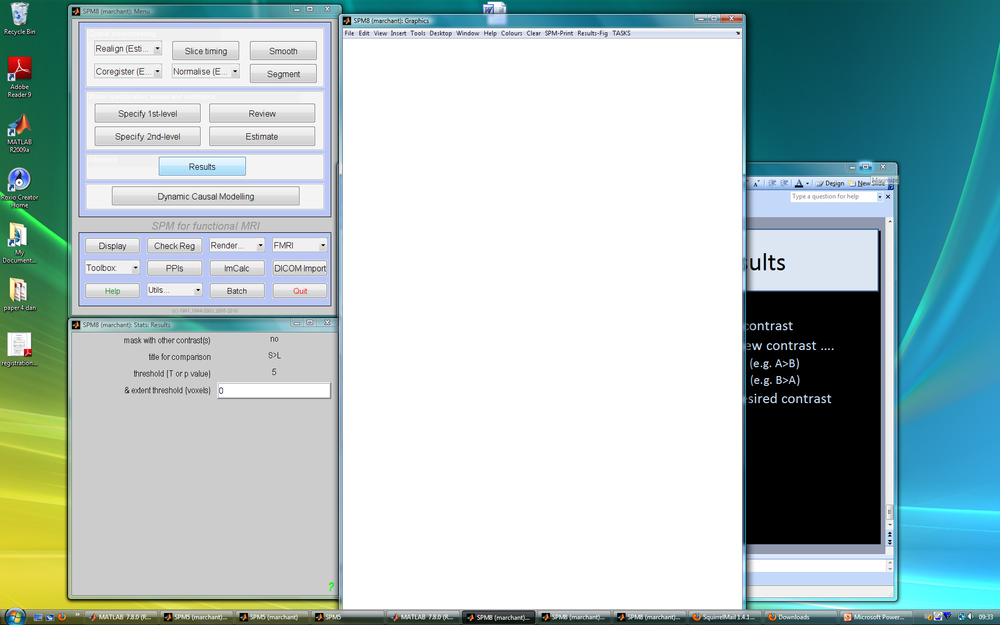 Recycle Bin
Adobe
Reader 9
MATLAB
R2009a
Roxio Creator
Home
My
Document...
paper 4 dan
registration...
SPM8 (marchant): Menu
Spatial pre-processing
Realign (Esti...
Slice timing
Smooth
Coregister (E...
Normalise (E...
Segment
Model specification, review and estimation
Specify 1st-level
Review
Specify 2nd-level
Estimate
Inference
Results
Dynamic Causal Modelling
SPM for functional MRI
Display
Check Reg
Render...
FMRI
Toolbox:
PPIs
ImCalc
DICOM Import
Help
Utils...
Batch
Quit
(c) 1991,1994-2003,2005-2010
SPM8 (marchant): Stats: Results
mask with other contrast(s) no
title for comparison S>L
threshold {T or p value} 5
& extent threshold {voxels} 0
?
SPM8 (marchant): Graphics
File Edit View Insert Tools Desktop Window Help Colours Clear SPM-Print Results-Fig TASKS
Design
New Slide
Maximize
Type a question for help
sults
contrast
ew contrast ....
(e.g. A>B)
(e.g. B>A)
esired contrast
MATLAB 7.8.0 (R...
SPM5 (marchant)...
SPM5 (marchant)
SPM5
MATLAB 7.8.0 (R...
SPM8 (marchant)...
SPM8 (marchant)...
SPM8 (marchant)...
SquirrelMail 1.4.1...
Downloads
Microsoft Power...
09:33